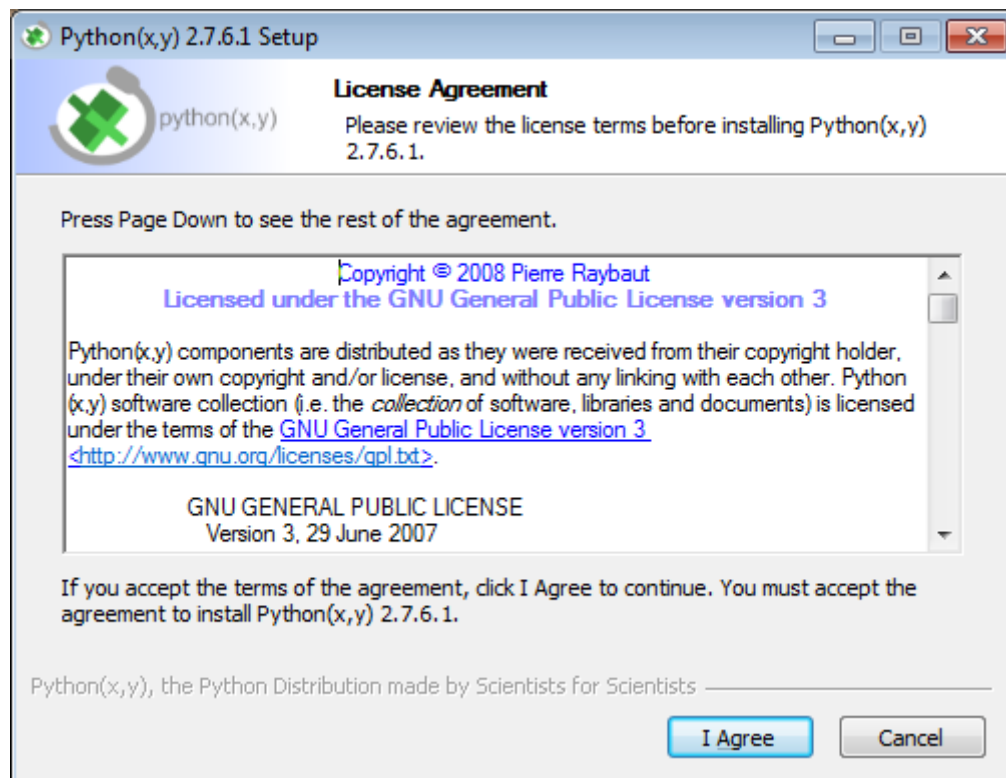 Python(x,y) 2.7.6.1 Setup
python(x,y)
License Agreement
Please review the license terms before installing Python(x,y)
2.7.6.1.
Press Page Down to see the rest of the agreement.
Copyright © 2008 Pierre Raybaut
Licensed under the GNU General Public License version 3
Python(x,y) components are distributed as they were received from their copyright holder,
under their own copyright and/or license, and without any linking with each other. Python
(x,y) software collection (i.e. the collection of software, libraries and documents) is licensed
under the terms of the GNU General Public License version 3
<http://www.gnu.org/licenses/gpl.txt>.
GNU GENERAL PUBLIC LICENSE
Version 3, 29 June 2007
If you accept the terms of the agreement, click I Agree to continue. You must accept the
agreement to install Python(x,y) 2.7.6.1.
Python(x,y), the Python Distribution made by Scientists for Scientists
I Agree
Cancel